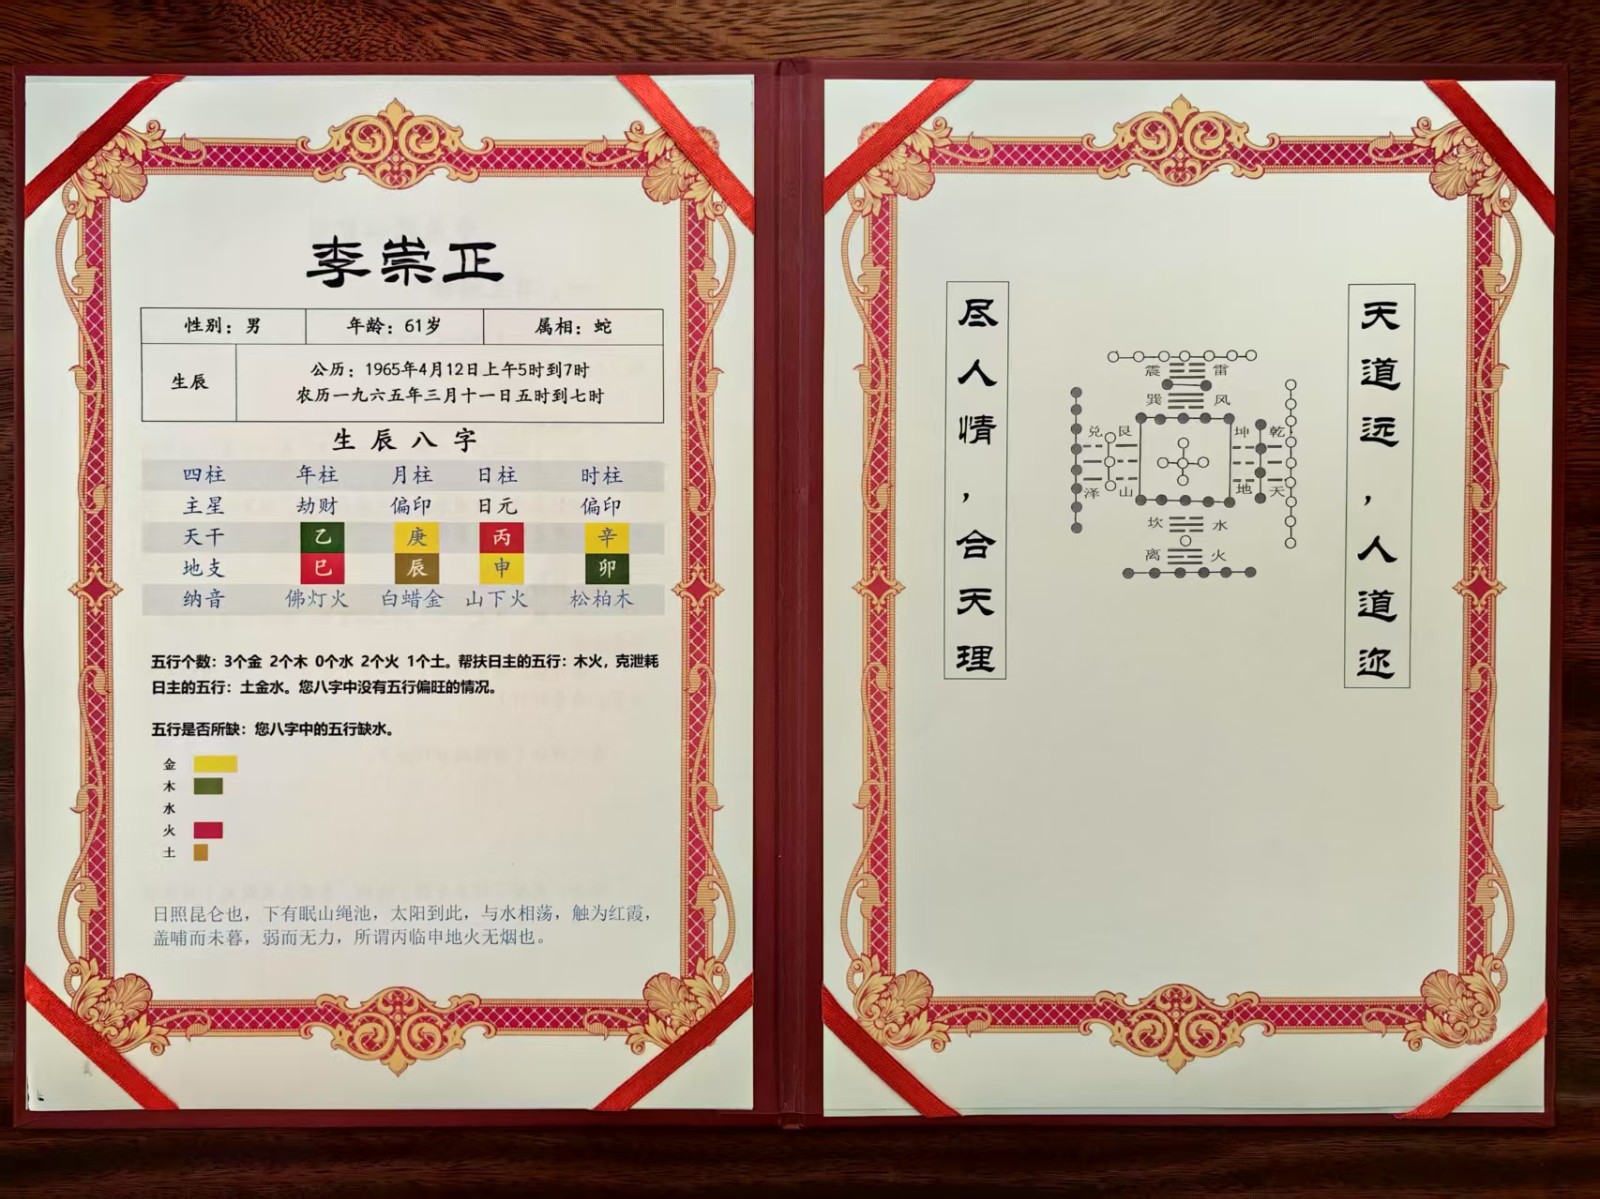 李崇正
性别：男 年龄：61岁 属相：蛇
生辰
公历：1965年4月12日上午5时到7时
农历一九六五年三月十一日五时到七时
生辰八字
四柱 年柱 月柱 日柱 时柱
主星 劫财 偏印 日元 偏印
天干 乙 庚 丙 辛
地支 巳 辰 申 卯
纳音 佛灯火 白蜡金 山下火 松柏木
五行个数：3个金 2个木 0个水 2个火 1个土。帮扶日主的五行：木火，克泄耗
日主的五行：土金水。您八字中没有五行偏旺的情况。
五行是否所缺：您八字中的五行缺水。
金
木
水
火
土
日照昆仑也，下有眠山绳池，太阳到此，与水相荡，触为红霞，
盖哺而未暮，弱而无力，所谓丙临申地火无烟也。
天道远，人道迩
尽人情，合天理
震 雷
巽 风
兑 艮 坤 乾
泽 山 地 天
坎 水
离 火